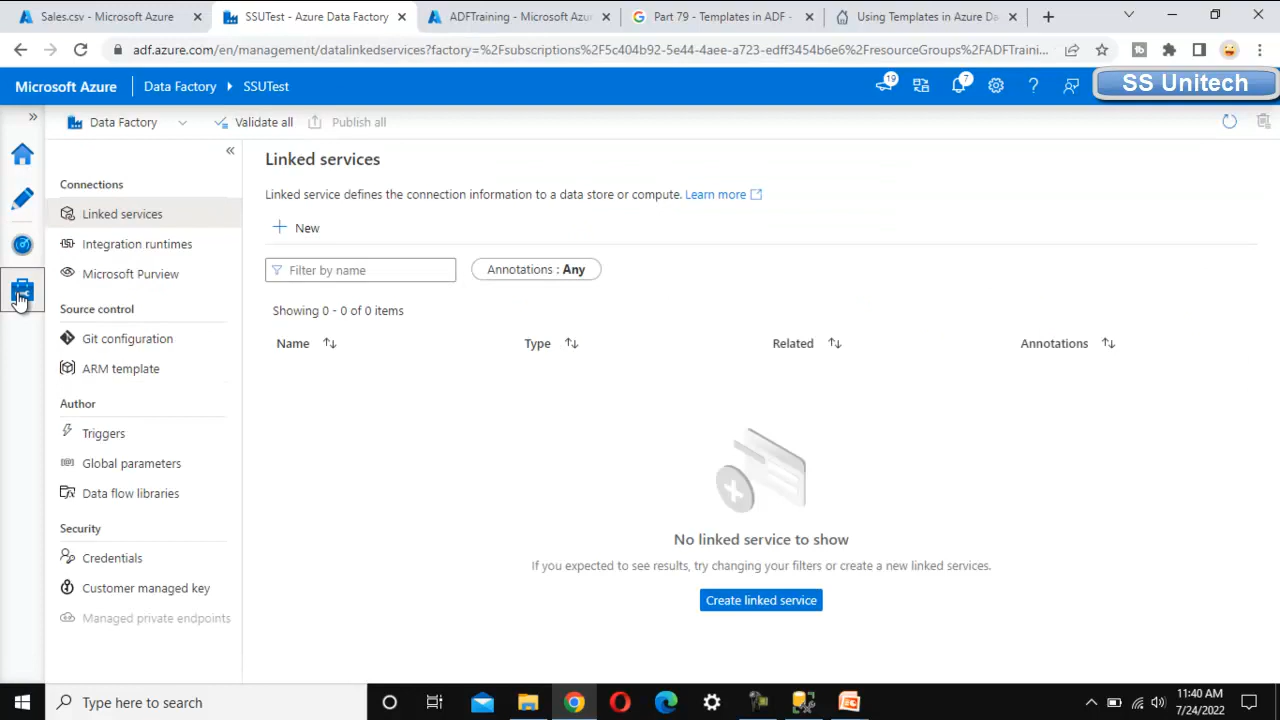 Sales.csv - Microsoft Azure
SSUTest - Azure Data Factory
ADFTraining - Microsoft Azu
Part 79 - Templates in ADF -
Using Templates in Azure Da
adf.azure.com/en/management/datalinkedservices?factory=%2Fsubscriptions%2F5c404b92-5e44-4aee-a723-edff3454b6e6%2FresourceGroups%2FADFTraini...
Microsoft Azure
Data Factory
SSUTest
19
7
SS Unitech
Data Factory
Validate all
Publish all
Connections
Linked services
Integration runtimes
Microsoft Purview
Source control
Git configuration
ARM template
Author
Triggers
Global parameters
Data flow libraries
Security
Credentials
Customer managed key
Managed private endpoints
Linked services
Linked service defines the connection information to a data store or compute. Learn more
New
Filter by name
Annotations : Any
Showing 0 - 0 of 0 items
Name
Type
Related
Annotations
No linked service to show
If you expected to see results, try changing your filters or create a new linked services.
Create linked service
Type here to search
11:40 AM
7/24/2022